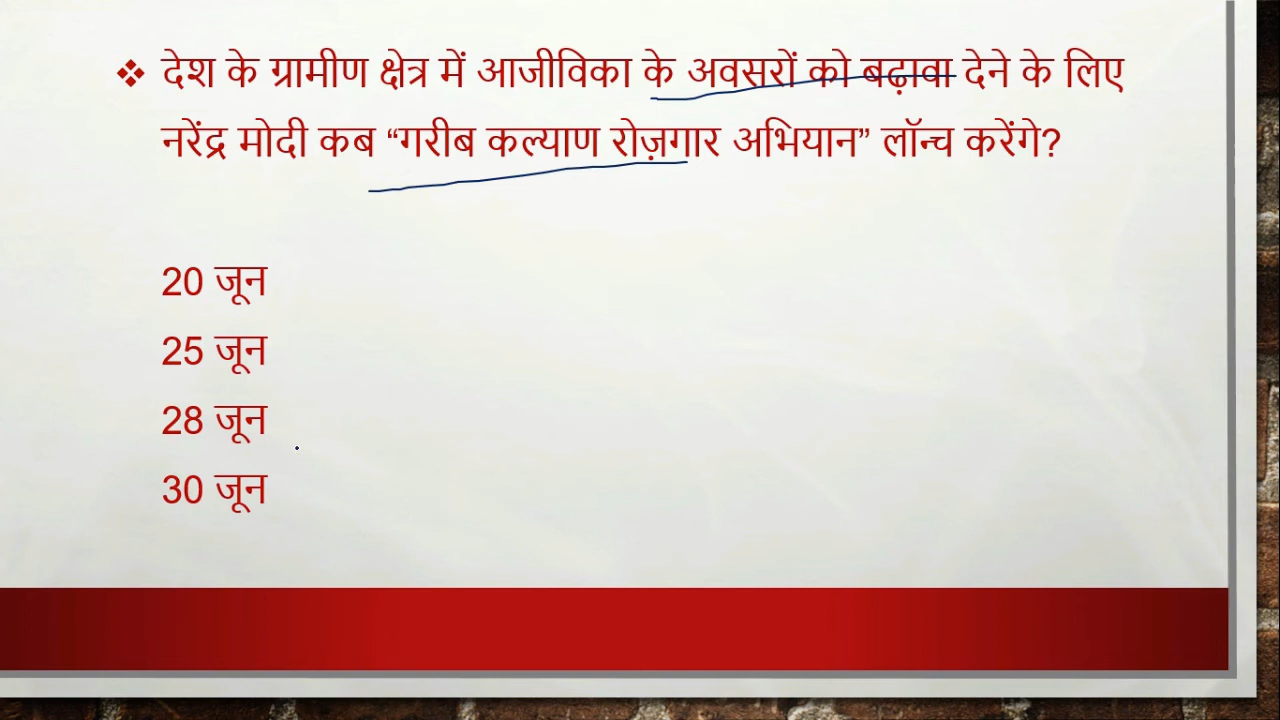 ❖ देश के ग्रामीण क्षेत्र में आजीविका के अवसरों को बढ़ावा देने के लिए
नरेंद्र मोदी कब “गरीब कल्याण रोज़गार अभियान” लॉन्च करेंगे?
20 जून
25 जून
28 जून
30 जून